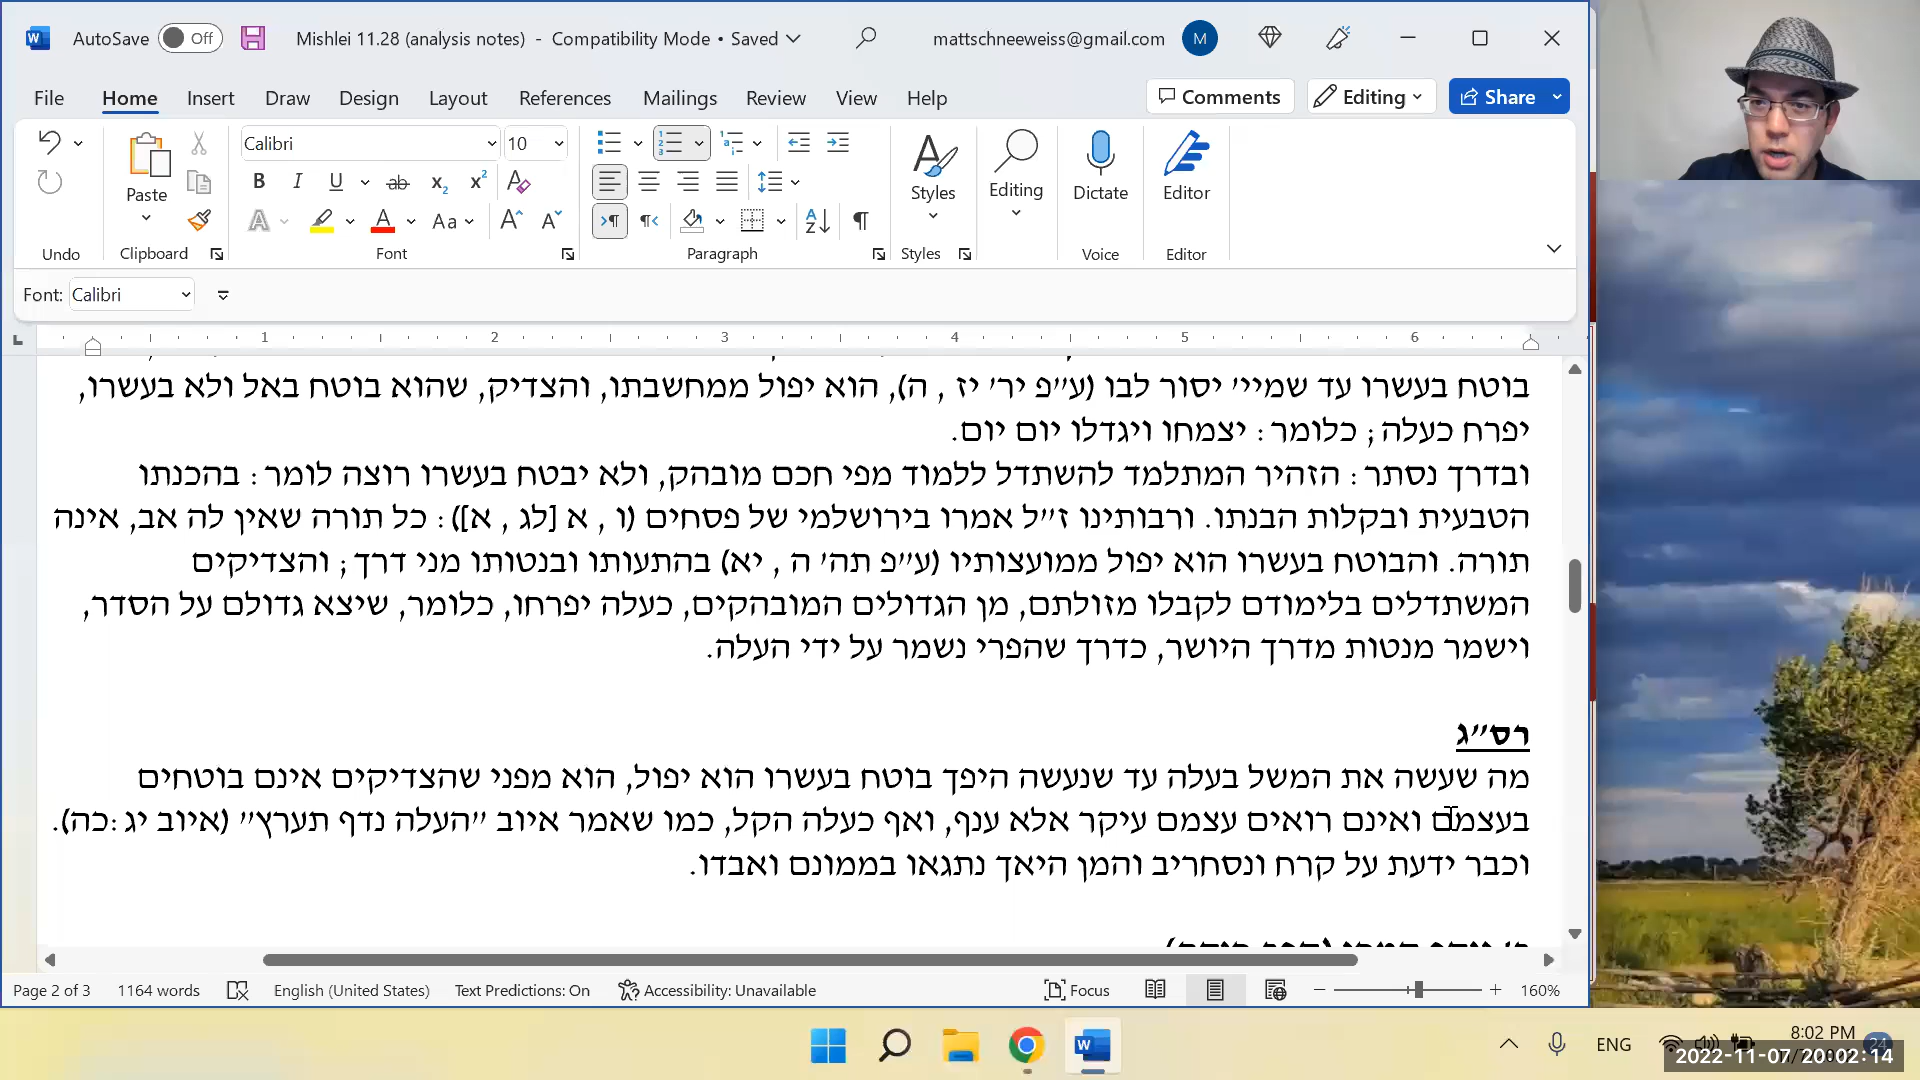 AutoSave Off Mishlei 11.28 (analysis notes) - Compatibility Mode • Saved mattschneeweiss@gmail.com M
File Home Insert Draw Design Layout References Mailings Review View Help Comments Editing Share
Paste Calibri 10 Styles Editing Dictate Editor
Undo Clipboard Font Paragraph Styles Voice Editor
Font: Calibri
1 2 3 4 5 6
בוטח בעשרו עד שמיי׳ יסור לבו (ע״פ יר׳ יז , ה), הוא יפול ממחשבתו, והצדיק, שהוא בוטח באל ולא בעשרו,
יפרח כעלה ; כלומר : יצמחו ויגדלו יום יום.
ובדרך נסתר : הזהיר המתלמד להשתדל ללמוד מפי חכם מובהק, ולא יבטח בעשרו רוצה לומר : בהכנתו
הטבעית ובקלות הבנתו. ורבותינו ז״ל אמרו בירושלמי של פסחים (ו , א [לג , א]) : כל תורה שאין לה אב, אינה
תורה. והבוטח בעשרו הוא יפול ממועצותיו (ע״פ תה׳ ה , יא) בהתעותו ובנטותו מני דרך ; והצדיקים
המשתדלים בלימודם לקבלו מזולתם, מן הגדולים המובהקים, כעלה יפרחו, כלומר, שיצא גדולם על הסדר,
וישמר מנטות מדרך היושר, כדרך שהפרי נשמר על ידי העלה.
רס״ג
מה שעשה את המשל בעלה עד שנעשה היפך בוטח בעשרו הוא יפול, הוא מפני שהצדיקים אינם בוטחים
בעצמם ואינם רואים עצמם עיקר אלא ענף, ואף כעלה הקל, כמו שאמר איוב ״העלה נדף תערץ״ (איוב יג :כה).
וכבר ידעת על קרח ונסחריב והמן היאך נתגאו בממונם ואבדו.
Page 2 of 3 1164 words English (United States) Text Predictions: On Accessibility: Unavailable Focus 160%
ENG 8:02 PM 24
2022-11-07 20:02:14